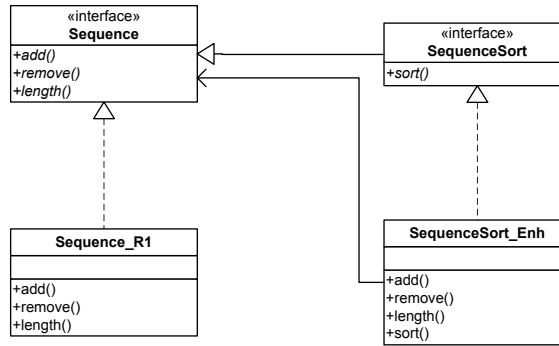 «interface»
Sequence
+add()
+remove()
+length()
«interface»
SequenceSort
+sort()
Sequence_R1
+add()
+remove()
+length()
SequenceSort_Enh
+add()
+remove()
+length()
+sort()